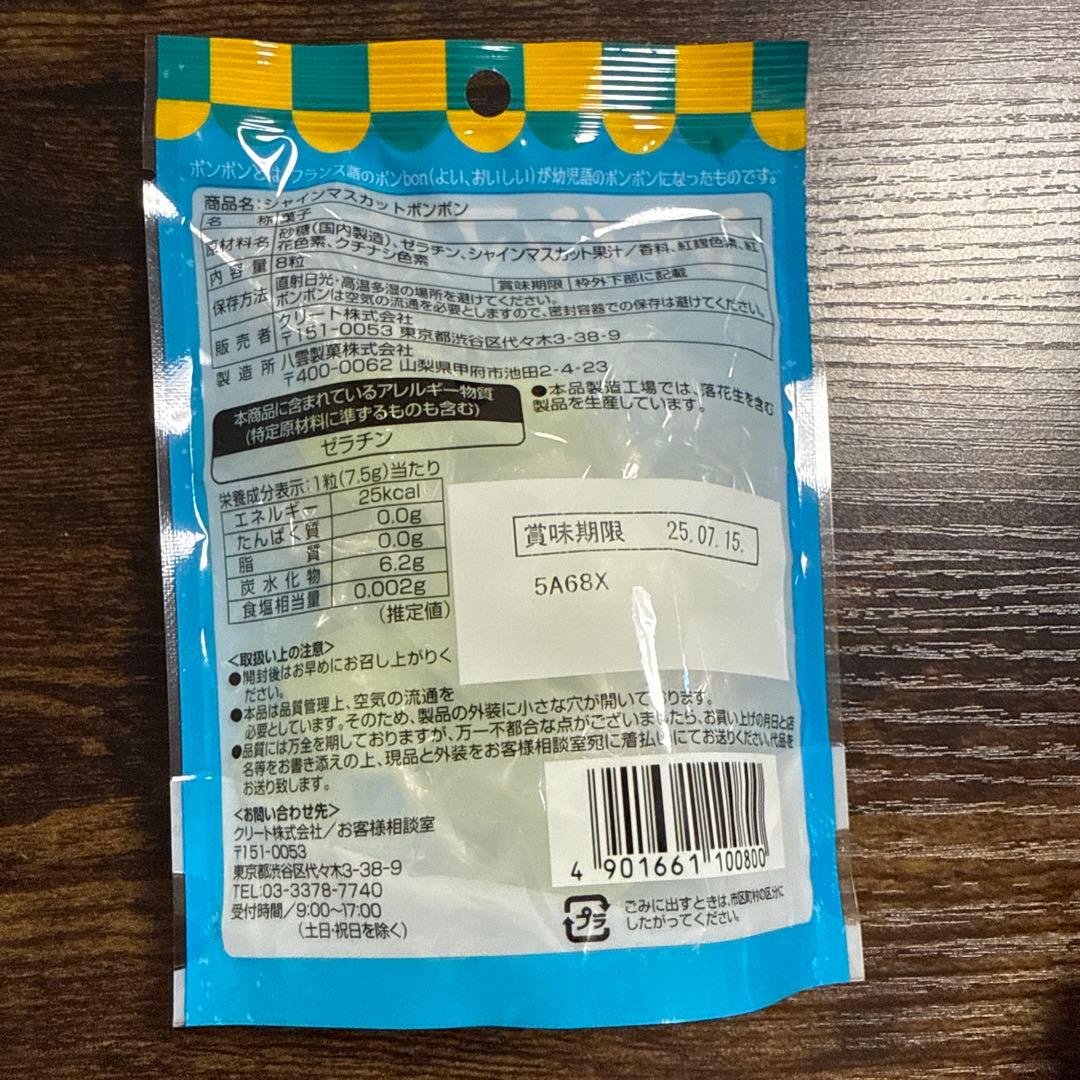 ボンボンとは、フランス語のボンbon(よい、おいしい)が幼児語のボンボンになったものです。
商品名:シャインマスカットボンボン
名称 菓子
原材料名 砂糖(国内製造)、ゼラチン、シャインマスカット果汁/香料、紅麹色素、紅
花色素、クチナシ色素
内容量 8粒 賞味期限 枠外下部に記載
保存方法 直射日光・高温多湿の場所を避けてください。
ボンボンは空気の流通を必要としますので、密封容器での保存は避けてください。
販売者 クリート株式会社
〒151-0053 東京都渋谷区代々木3-38-9
製造所 八雲製菓株式会社
〒400-0062 山梨県甲府市池田2-4-23
本商品に含まれているアレルギー物質
(特定原材料に準ずるものも含む)
ゼラチン
●本品製造工場では、落花生を含む
製品を生産しています。
栄養成分表示:1粒(7.5g)当たり
エネルギー 25kcal
たんぱく質 0.0g
脂質 0.0g
炭水化物 6.2g
食塩相当量 0.002g
(推定値)
賞味期限 25.07.15.
5A68X
<取扱い上の注意>
●開封後はお早めにお召し上がりく
ださい。
●本品は品質管理上、空気の流通を
必要としています。そのため、製品の外装に小さな穴が開いております。
●品質には万全を期しておりますが、万一不都合な点がございましたら、お買い上げの月日と店
名等をお書き添えの上、現品と外装をお客様相談室宛に着払いにてお送りください。代品を
お送り致します。
<お問い合わせ先>
クリート株式会社/お客様相談室
〒151-0053
東京都渋谷区代々木3-38-9
TEL:03-3378-7740
受付時間/9:00~17:00
(土日・祝日を除く)
4 901661 100800
プラ
ごみに出すときは、市区町村の区分に
したがってください。